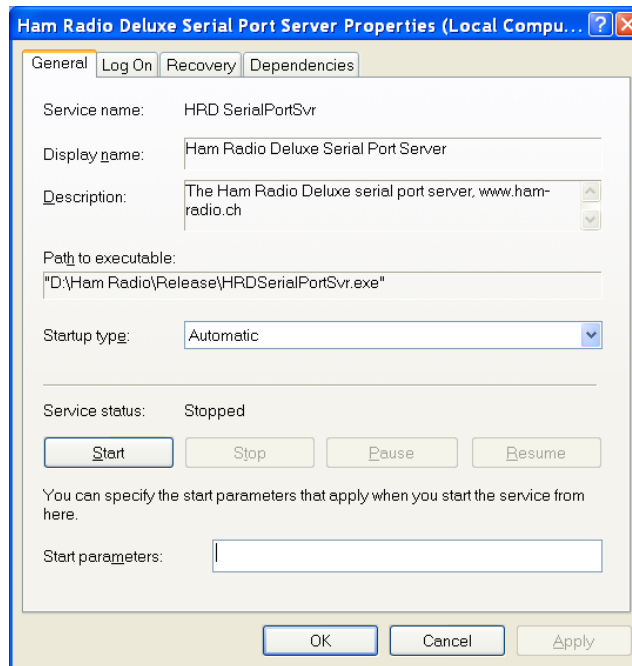 Ham Radio Deluxe Serial Port Server Properties (Local Compu...
General Log On Recovery Dependencies
Service name: HRD SerialPortSvr
Display name: Ham Radio Deluxe Serial Port Server
Description: The Ham Radio Deluxe serial port server, www.ham-
radio.ch
Path to executable:
"D:\Ham Radio\Release\HRDSerialPortSvr.exe"
Startup type: Automatic
Service status: Stopped
Start Stop Pause Resume
You can specify the start parameters that apply when you start the service from
here.
Start parameters:
OK Cancel Apply